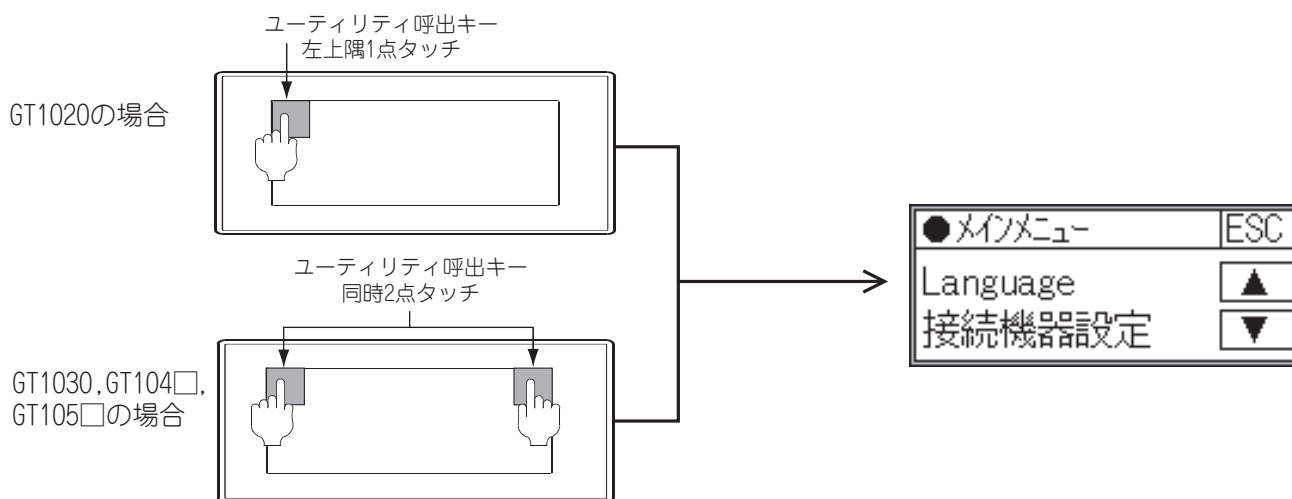 ユーティリティ呼出キー
左上隅1点タッチ
GT1020の場合
ユーティリティ呼出キー
同時2点タッチ
GT1030,GT104□,
GT105□の場合
●メインメニュー ESC
Language ▲
接続機器設定 ▼